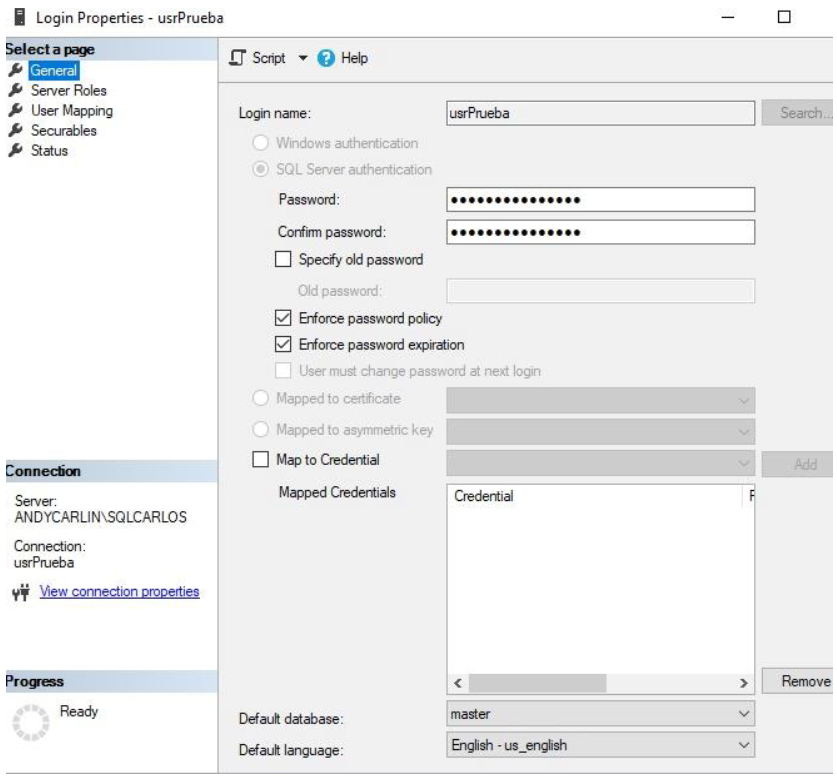 Login Properties - usrPrueba
Select a page
General
Server Roles
User Mapping
Securables
Status
Script
Help
Login name:
usrPrueba
Search...
Windows authentication
SQL Server authentication
Password:
Confirm password:
Specify old password
Old password:
Enforce password policy
Enforce password expiration
User must change password at next login
Mapped to certificate
Mapped to asymmetric key
Map to Credential
Add
Mapped Credentials
Credential
Connection
Server:
ANDYCARLIN\SQLCARLOS
Connection:
usrPrueba
View connection properties
Progress
Ready
Remove
Default database:
master
Default language:
English - us_english